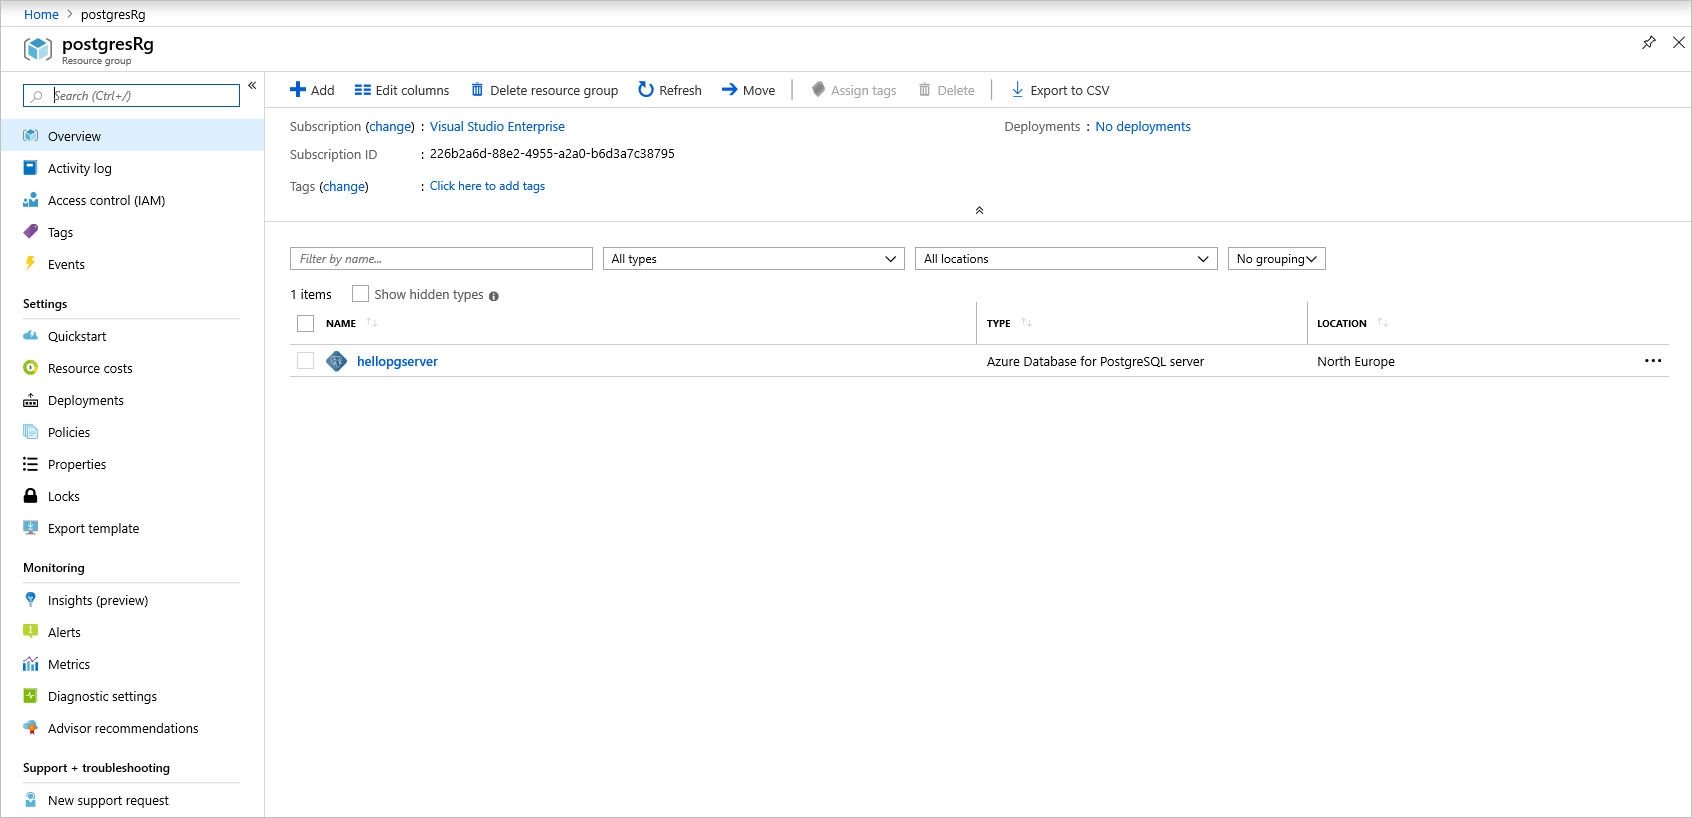 Home > postgresRg
postgresRg
Resource group
Search (Ctrl+/)
Overview
Activity log
Access control (IAM)
Tags
Events
Settings
Quickstart
Resource costs
Deployments
Policies
Properties
Locks
Export template
Monitoring
Insights (preview)
Alerts
Metrics
Diagnostic settings
Advisor recommendations
Support + troubleshooting
New support request
Add Edit columns Delete resource group Refresh Move Assign tags Delete Export to CSV
Subscription (change) : Visual Studio Enterprise
Deployments : No deployments
Subscription ID : 226b2a6d-88e2-4955-a2a0-b6d3a7c38795
Tags (change) : Click here to add tags
Filter by name... All types All locations No grouping
1 items Show hidden types
NAME TYPE LOCATION
hellopgserver Azure Database for PostgreSQL server North Europe